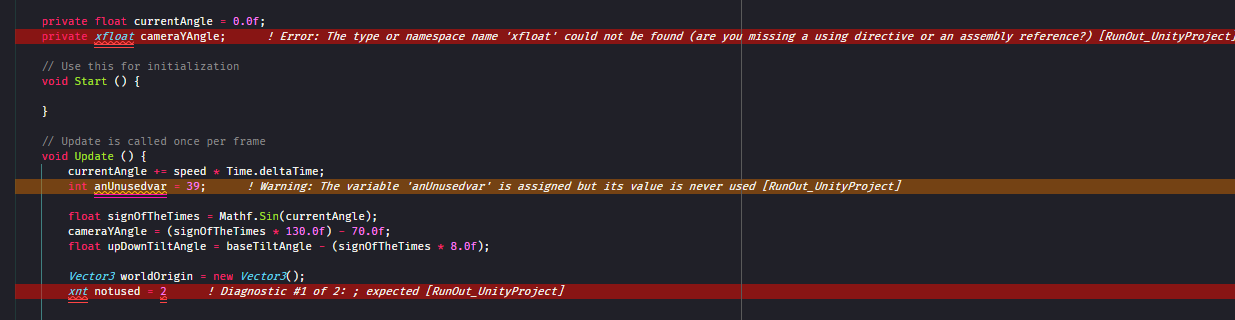 private float currentAngle = 0.0f;
private xfloat cameraYAngle; ! Error: The type or namespace name 'xfloat' could not be found (are you missing a using directive or an assembly reference?) [RunOut_UnityProject]
// Use this for initialization
void Start () {
}
// Update is called once per frame
void Update () {
currentAngle += speed * Time.deltaTime;
int anUnusedvar = 39; ! Warning: The variable 'anUnusedvar' is assigned but its value is never used [RunOut_UnityProject]
float signOfTheTimes = Mathf.Sin(currentAngle);
cameraYAngle = (signOfTheTimes * 130.0f) - 70.0f;
float upDownTiltAngle = baseTiltAngle - (signOfTheTimes * 8.0f);
Vector3 worldOrigin = new Vector3();
xnt notused = 2 ! Diagnostic #1 of 2: ; expected [RunOut_UnityProject]